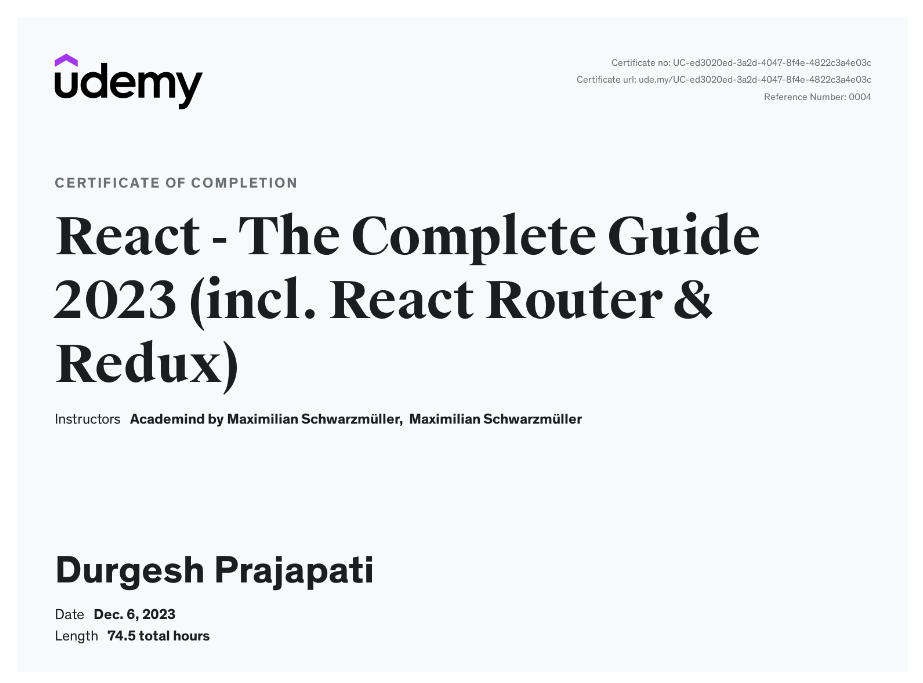 udemy
Certificate no: UC-ed3020ed-3a2d-4047-8f4e-4822c3a4e03c
Certificate url: ude.my/UC-ed3020ed-3a2d-4047-8f4e-4822c3a4e03c
Reference Number: 0004
CERTIFICATE OF COMPLETION
React - The Complete Guide
2023 (incl. React Router &
Redux)
Instructors Academind by Maximilian Schwarzmüller, Maximilian Schwarzmüller
Durgesh Prajapati
Date Dec. 6, 2023
Length 74.5 total hours